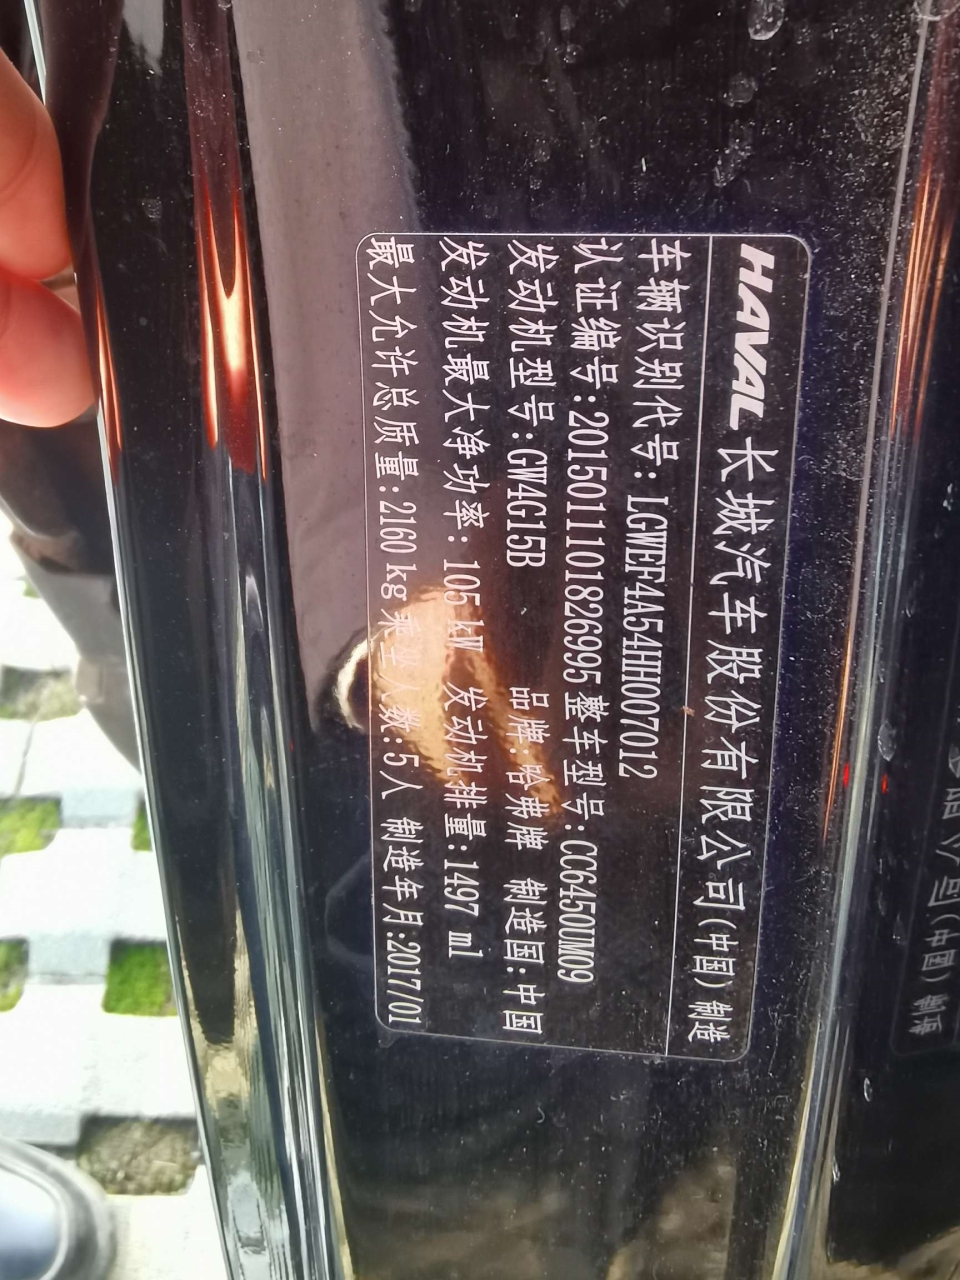 HAVAL 长城汽车股份有限公司(中国)制造
车辆识别代号:LGWEF4A54HH007012
认证编号:2015011101826995 整车型号:CC6450UM09
发动机型号:GW4G15B 品牌:哈弗牌 制造国:中国
发动机最大净功率:105 kW 发动机排量:1497 ml
最大允许总质量:2160 kg 乘坐人数:5人 制造年月:2017/01